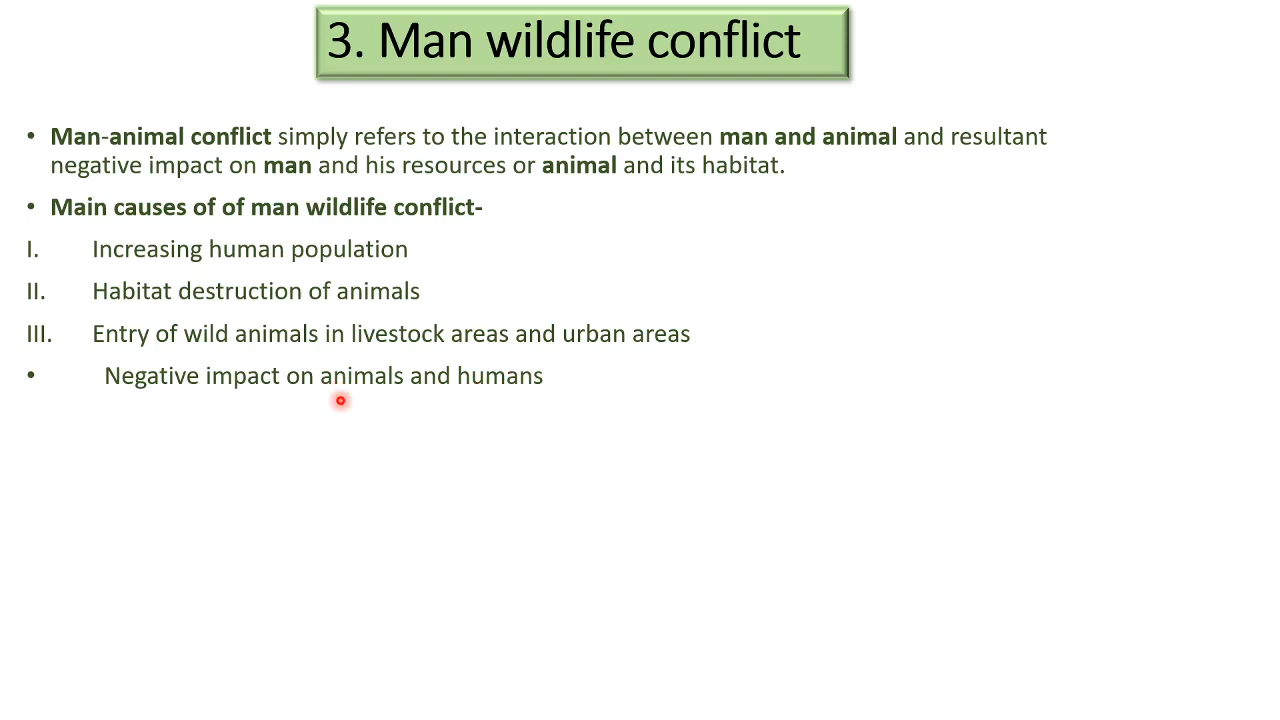 3. Man wildlife conflict
• Man-animal conflict simply refers to the interaction between man and animal and resultant
negative impact on man and his resources or animal and its habitat.
• Main causes of of man wildlife conflict-
I. Increasing human population
II. Habitat destruction of animals
III. Entry of wild animals in livestock areas and urban areas
• Negative impact on animals and humans